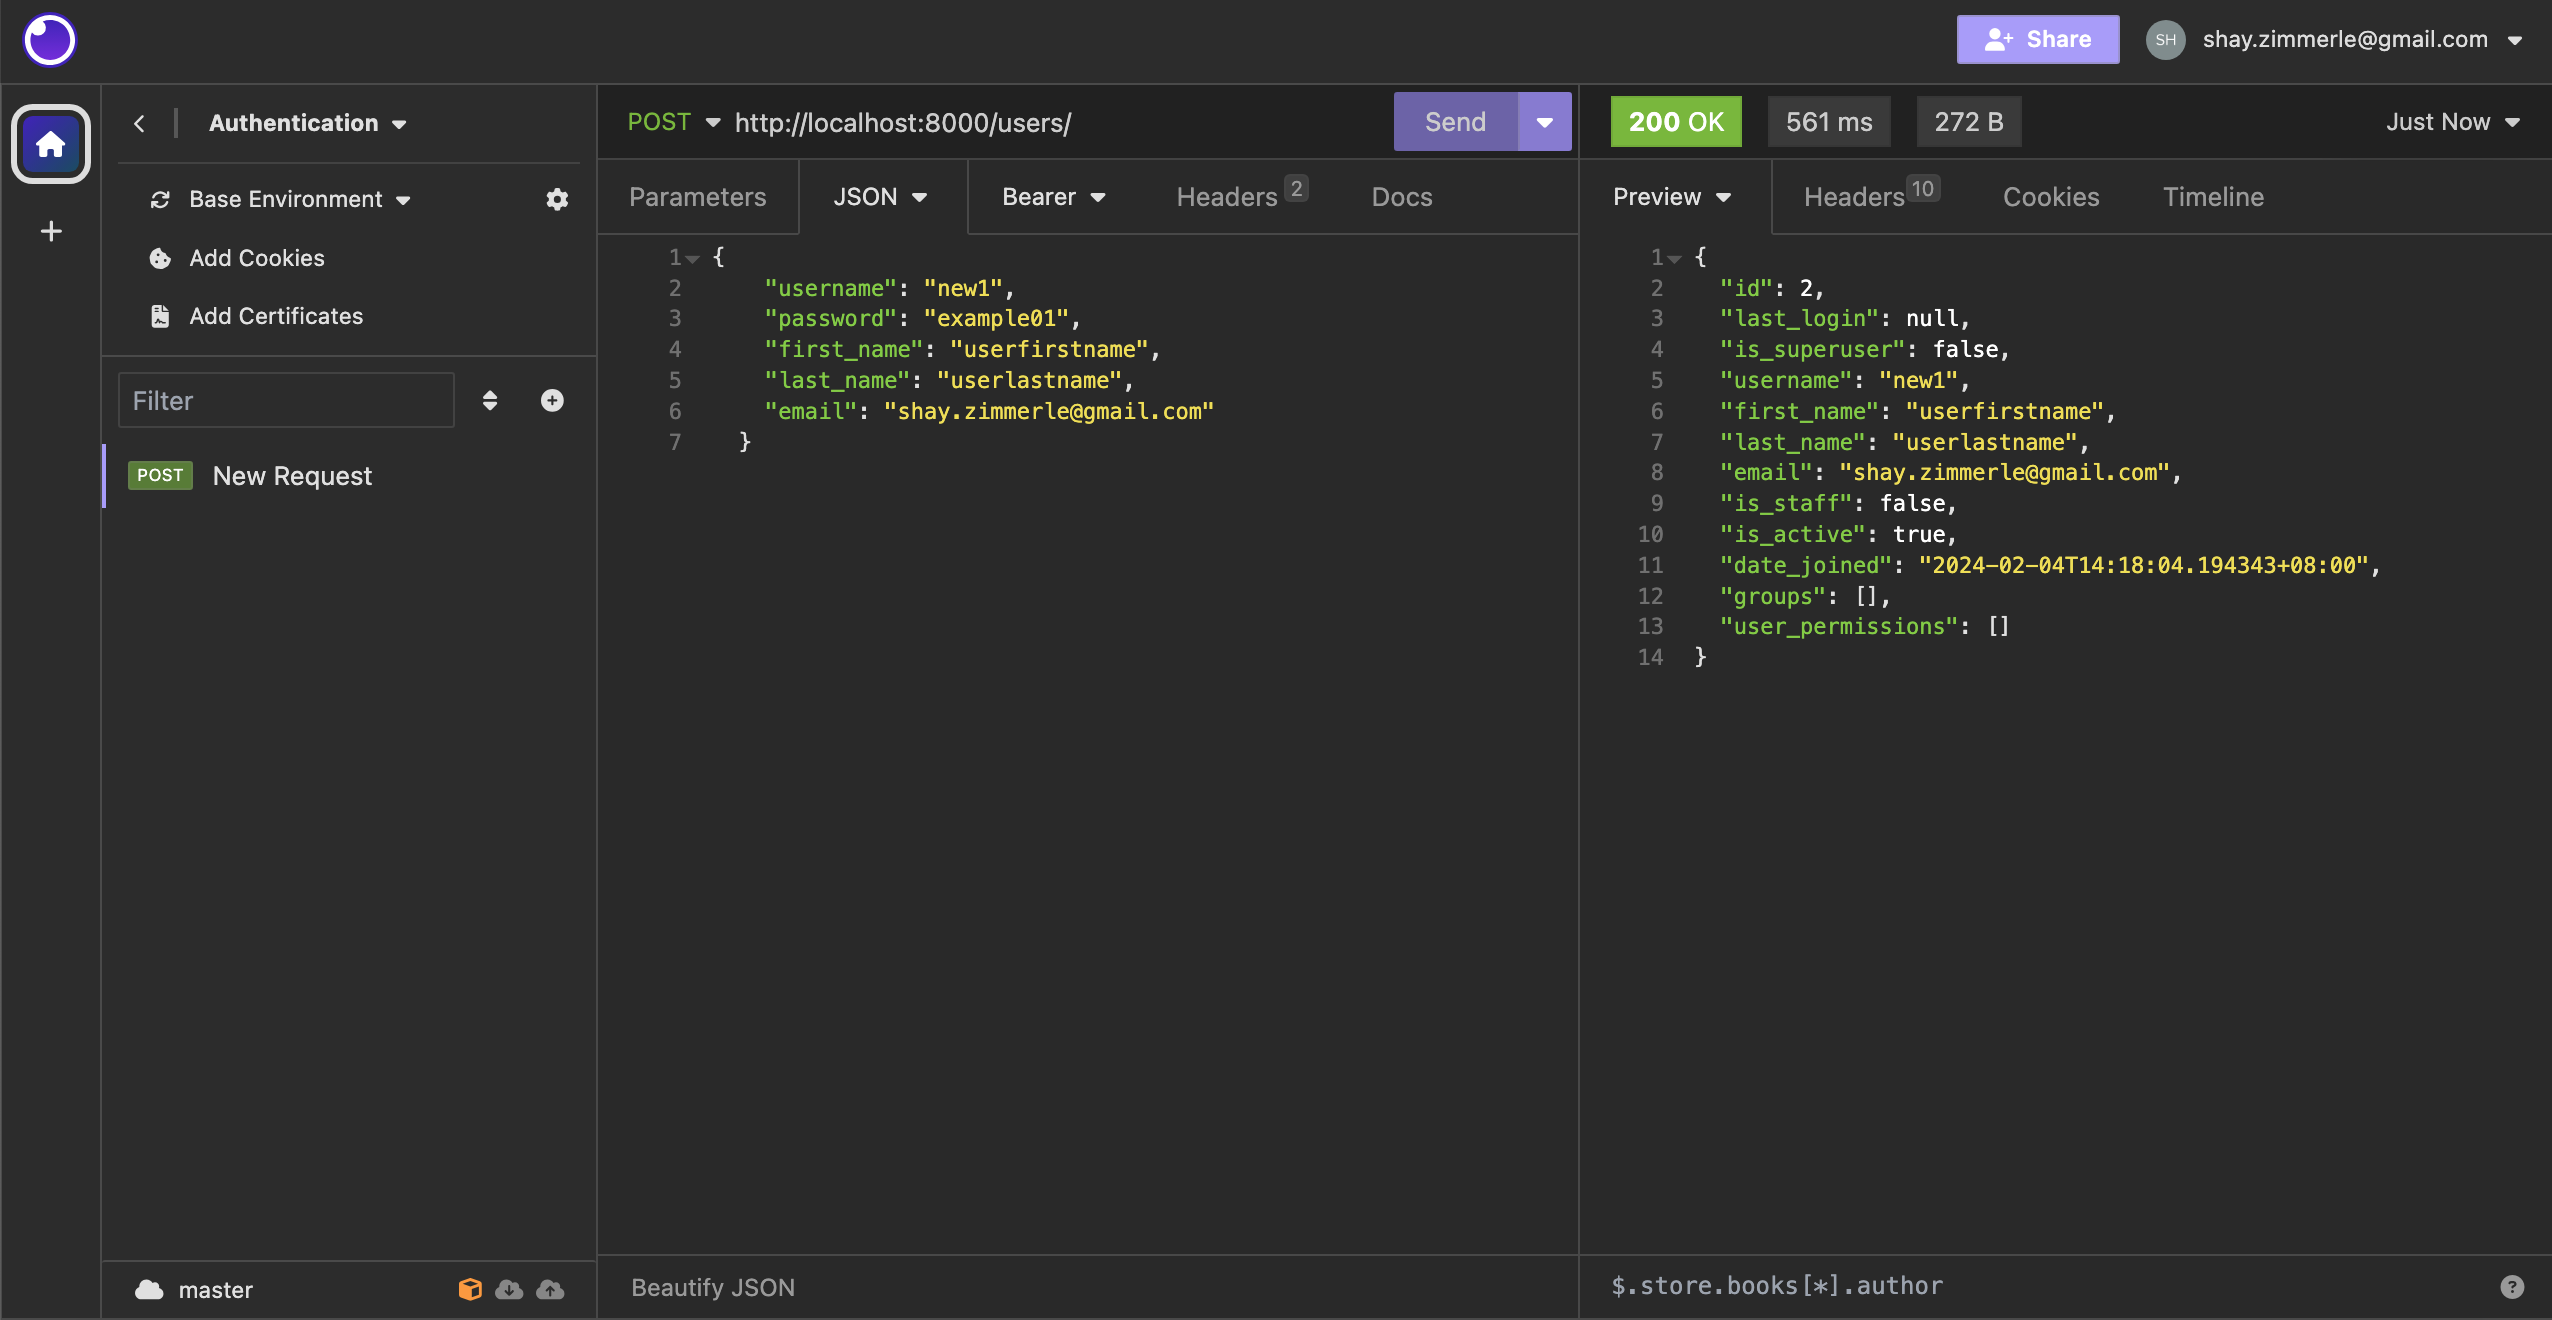 Share
SH
shay.zimmerle@gmail.com
Authentication
Base Environment
Add Cookies
Add Certificates
Filter
POST New Request
master
POST http://localhost:8000/users/
Send
Parameters JSON Bearer Headers 2 Docs
1 {
2 "username": "new1",
3 "password": "example01",
4 "first_name": "userfirstname",
5 "last_name": "userlastname",
6 "email": "shay.zimmerle@gmail.com"
7 }
Beautify JSON
200 OK 561 ms 272 B Just Now
Preview Headers 10 Cookies Timeline
1 {
2 "id": 2,
3 "last_login": null,
4 "is_superuser": false,
5 "username": "new1",
6 "first_name": "userfirstname",
7 "last_name": "userlastname",
8 "email": "shay.zimmerle@gmail.com",
9 "is_staff": false,
10 "is_active": true,
11 "date_joined": "2024-02-04T14:18:04.194343+08:00",
12 "groups": [],
13 "user_permissions": []
14 }
$.store.books[*].author
?